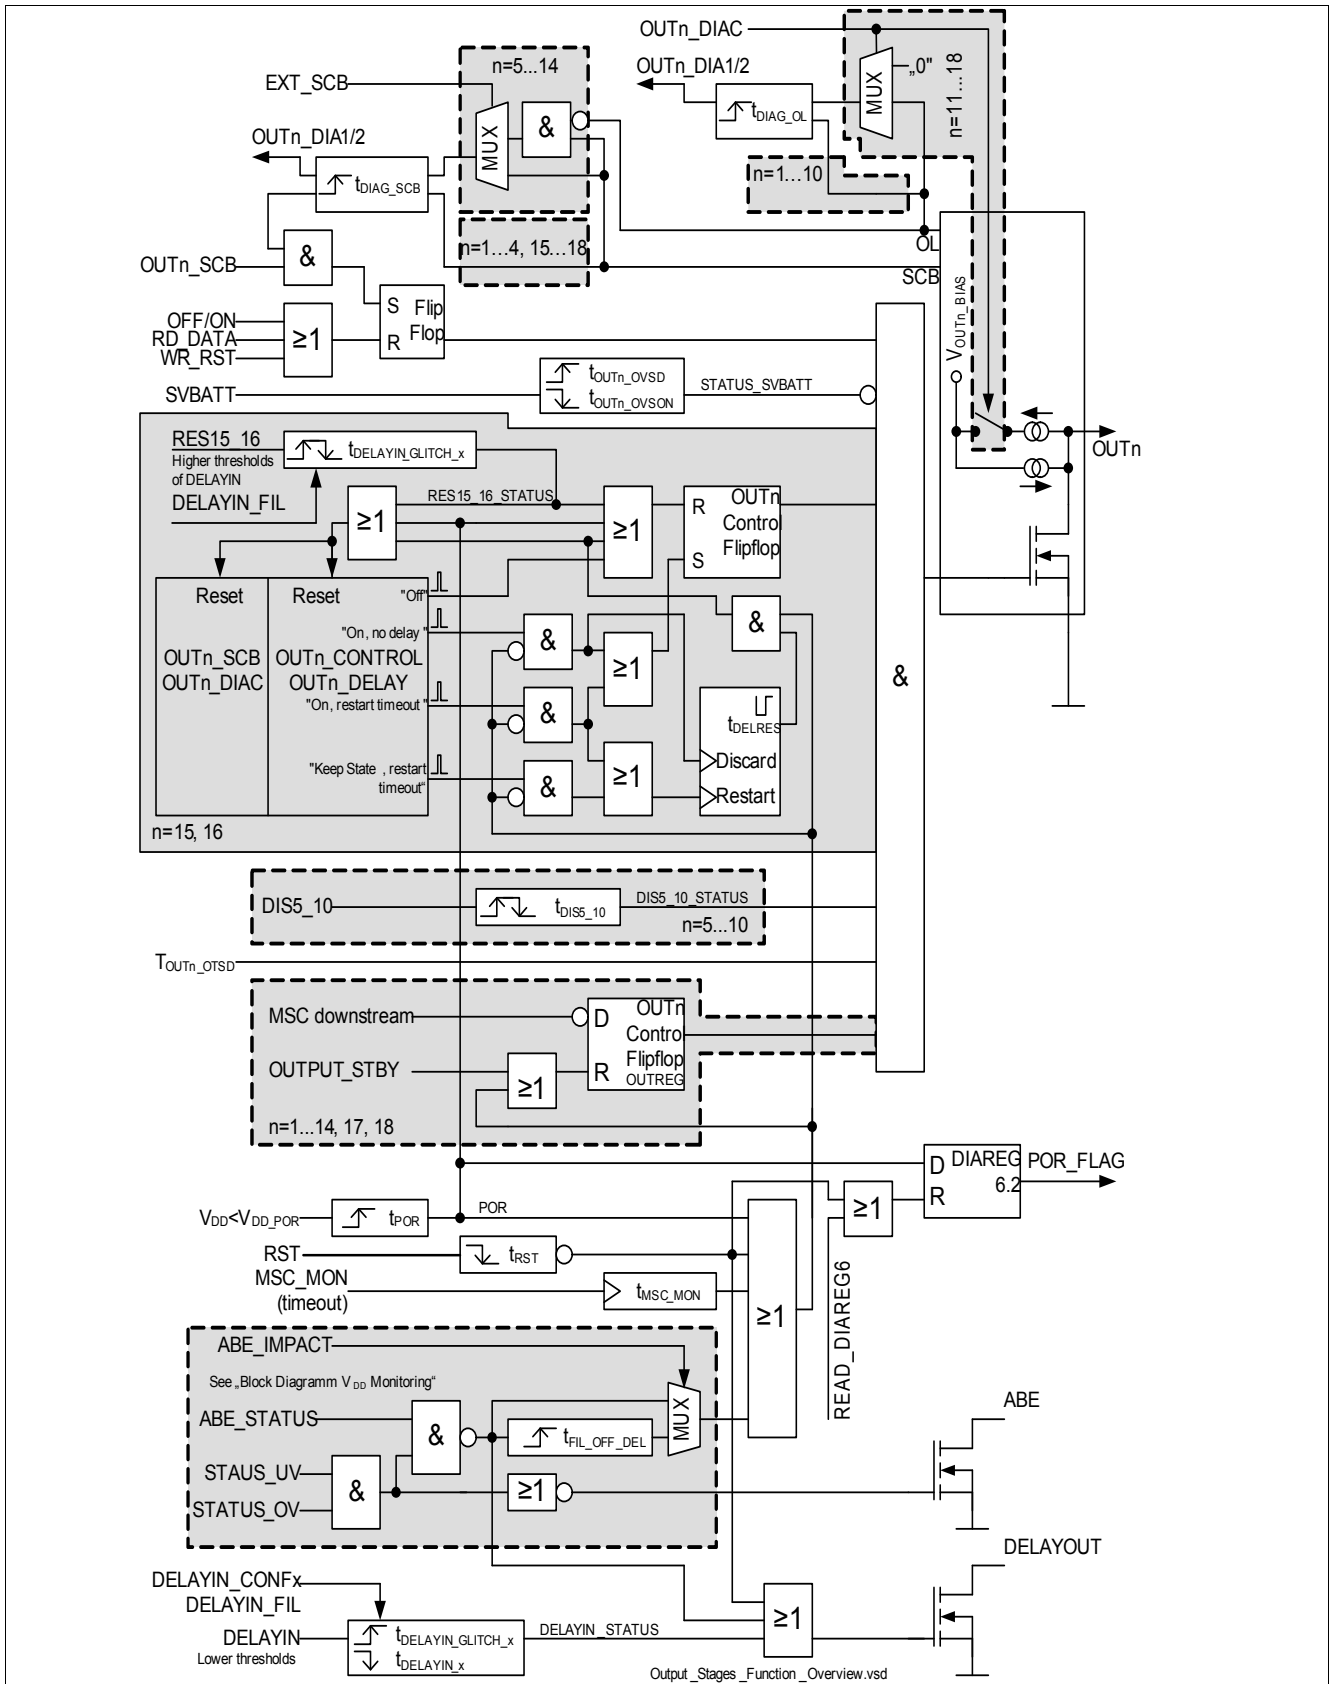 OUTn_DIAC
n=5...14
EXT_SCB
OUTn_DIA1/2
MUX
„0"
n=11...18
tDIAG_OL
OUTn_DIA1/2
MUX
&
tDIAG_SCB
n=1...10
&
n=1...4, 15...18
OL
SCB
OUTn_SCB
S Flip
R Flop
OFF/ON
RD_DATA
WR_RST
≥1
VOUTn_BIAS
SVBATT
tOUTn_OVSD
tOUTn_OVSON
STATUS_SVBATT
OUTn
RES15_16
Higher thresholds
of DELAYIN
DELAYIN_FIL
tDELAYIN_GLITCH_x
RES15_16_STATUS
≥1
≥1
R OUTn
Control
Flipflop
S
Reset
Reset
"Off"
"On, no delay "
&
≥1
&
OUTn_SCB
OUTn_DIAC
OUTn_CONTROL
OUTn_DELAY
"On, restart timeout "
&
tDELRES
&
"Keep State , restart
timeout“
&
≥1
Discard
Restart
n=15, 16
DIS5_10
tDIS5_10
DIS5_10_STATUS
n=5...10
TOUTn_OTSD
MSC downstream
D OUTn
Control
Flipflop
R OUTREG
OUTPUT_STBY
≥1
n=1...14, 17, 18
D DIAREG
R 6.2
POR_FLAG
≥1
VDD<VDD_POR
tPOR
POR
RST
tRST
MSC_MON
(timeout)
tMSC_MON
≥1
READ_DIAREG6
ABE_IMPACT
See „Block Diagramm VDD Monitoring“
ABE_STATUS
&
MUX
tFIL_OFF_DEL
ABE
STAUS_UV
STATUS_OV
&
≥1
DELAYOUT
DELAYIN_CONFx
DELAYIN_FIL
DELAYIN
Lower thresholds
tDELAYIN_GLITCH_x
tDELAYIN_x
DELAYIN_STATUS
≥1
Output_Stages_Function_Overview.vsd